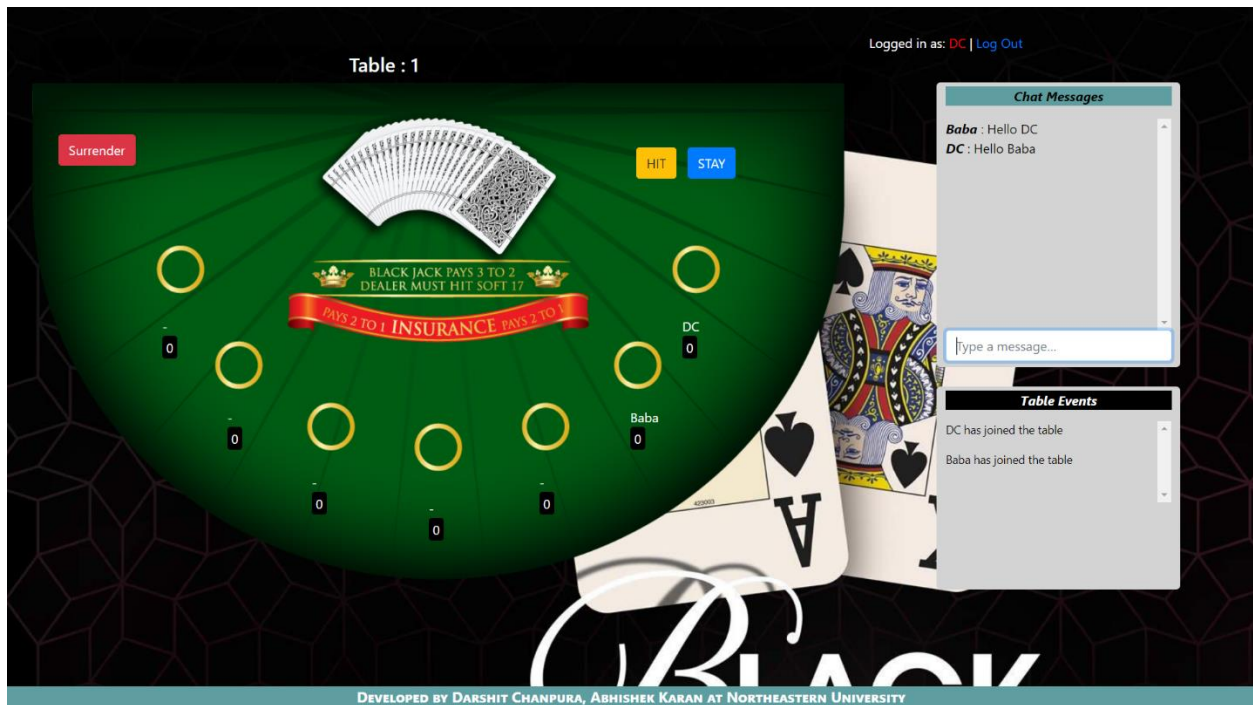 Logged in as: DC | Log Out
Table : 1
Surrender
HIT
STAY
BLACK JACK PAYS 3 TO 2
DEALER MUST HIT SOFT 17
PAYS 2 TO 1 INSURANCE PAYS 2 TO 1
-
0
-
0
-
0
-
0
-
0
Baba
0
DC
0
Chat Messages
Baba : Hello DC
DC : Hello Baba
Type a message...
Table Events
DC has joined the table
Baba has joined the table
423003
A
K
BLACK
DEVELOPED BY DARSHIT CHANPURA, ABHISHEK KARAN AT NORTHEASTERN UNIVERSITY